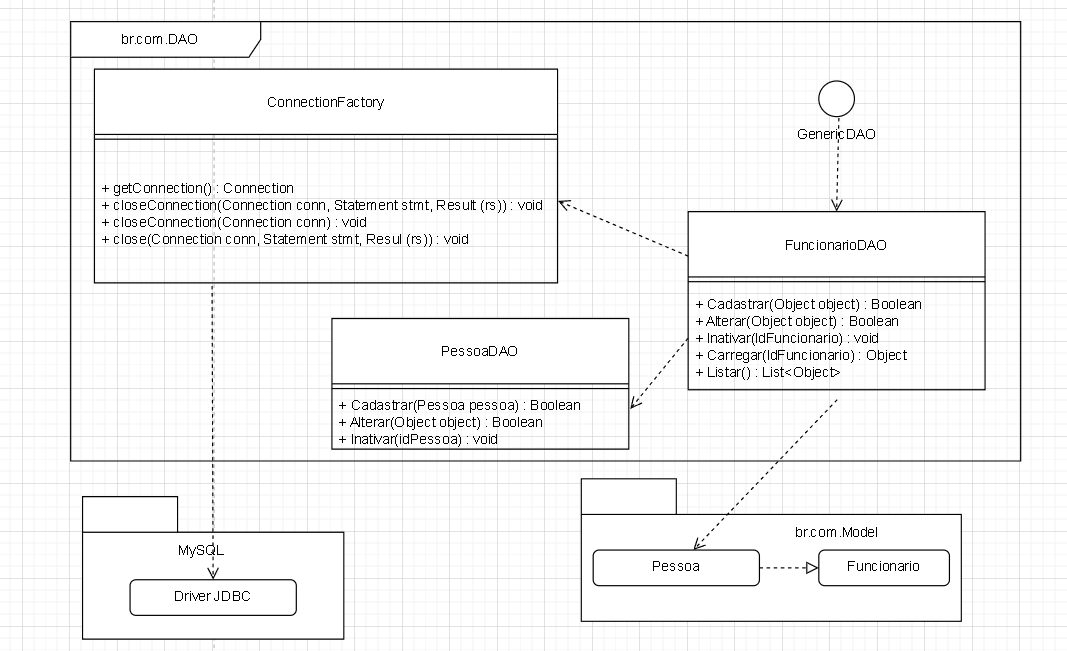 br.com.DAO
ConnectionFactory
+ getConnection() : Connection
+ closeConnection(Connection conn, Statement stmt, Result (rs)) : void
+ closeConnection(Connection conn) : void
+ close(Connection conn, Statement stmt, Resul (rs)) : void
GenericDAO
FuncionarioDAO
+ Cadastrar(Object object) : Boolean
+ Alterar(Object object) : Boolean
+ Inativar(IdFuncionario) : void
+ Carregar(IdFuncionario) : Object
+ Listar() : List<Object>
PessoaDAO
+ Cadastrar(Pessoa pessoa) : Boolean
+ Alterar(Object object) : Boolean
+ Inativar(idPessoa) : void
MySQL
Driver JDBC
br.com.Model
Pessoa
Funcionario